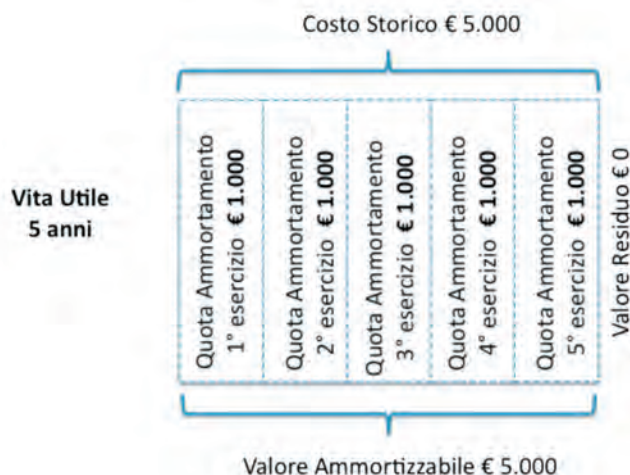 Costo Storico € 5.000
Vita Utile
5 anni
Quota Ammortamento
1° esercizio € 1.000
Quota Ammortamento
2° esercizio € 1.000
Quota Ammortamento
3° esercizio € 1.000
Quota Ammortamento
4° esercizio € 1.000
Quota Ammortamento
5° esercizio € 1.000
Valore Residuo € 0
Valore Ammortizzabile € 5.000